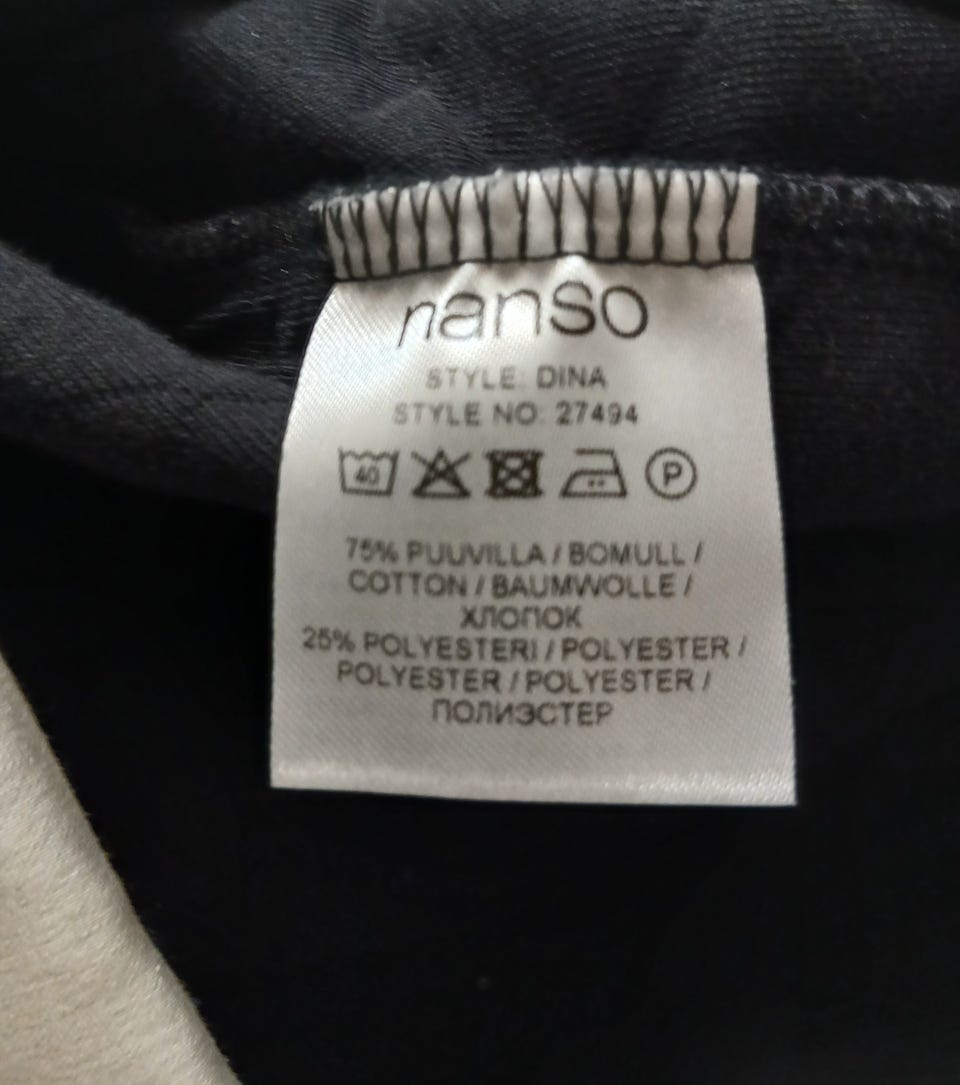 nanso
STYLE: DINA
STYLE NO: 27494
40 P
75% PUUVILLA / BOMULL /
COTTON / BAUMWOLLE /
ХЛОПОК
25% POLYESTERI / POLYESTER /
POLYESTER / POLYESTER /
ПОЛИЭСТЕР